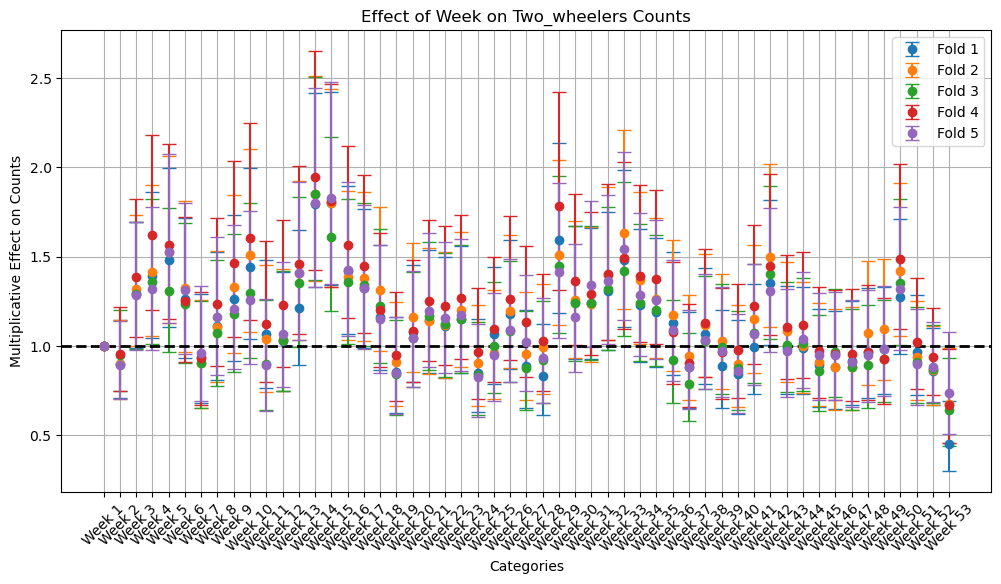 Effect of Week on Two_wheelers Counts
Multiplicative Effect on Counts
2.5
2.0
1.5
1.0
0.5
Fold 1
Fold 2
Fold 3
Fold 4
Fold 5
Week 1
Week 2
Week 3
Week 4
Week 5
Week 6
Week 7
Week 8
Week 9
Week 10
Week 11
Week 12
Week 13
Week 14
Week 15
Week 16
Week 17
Week 18
Week 19
Week 20
Week 21
Week 22
Week 23
Week 24
Week 25
Week 26
Week 27
Week 28
Week 29
Week 30
Week 31
Week 32
Week 33
Week 34
Week 35
Week 36
Week 37
Week 38
Week 39
Week 40
Week 41
Week 42
Week 43
Week 44
Week 45
Week 46
Week 47
Week 48
Week 49
Week 50
Week 51
Week 52
Week 53
Categories